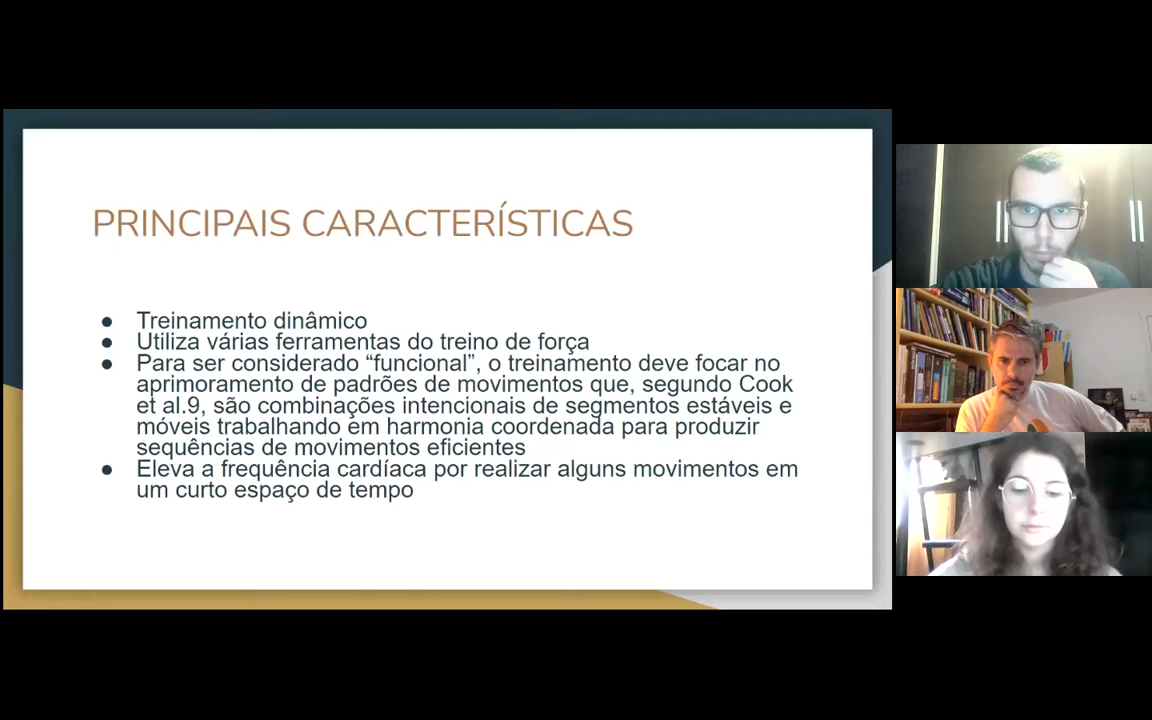 PRINCIPAIS CARACTERÍSTICAS
● Treinamento dinâmico
● Utiliza várias ferramentas do treino de força
● Para ser considerado “funcional”, o treinamento deve focar no
aprimoramento de padrões de movimentos que, segundo Cook
et al.9, são combinações intencionais de segmentos estáveis e
móveis trabalhando em harmonia coordenada para produzir
sequências de movimentos eficientes
● Eleva a frequência cardíaca por realizar alguns movimentos em
um curto espaço de tempo